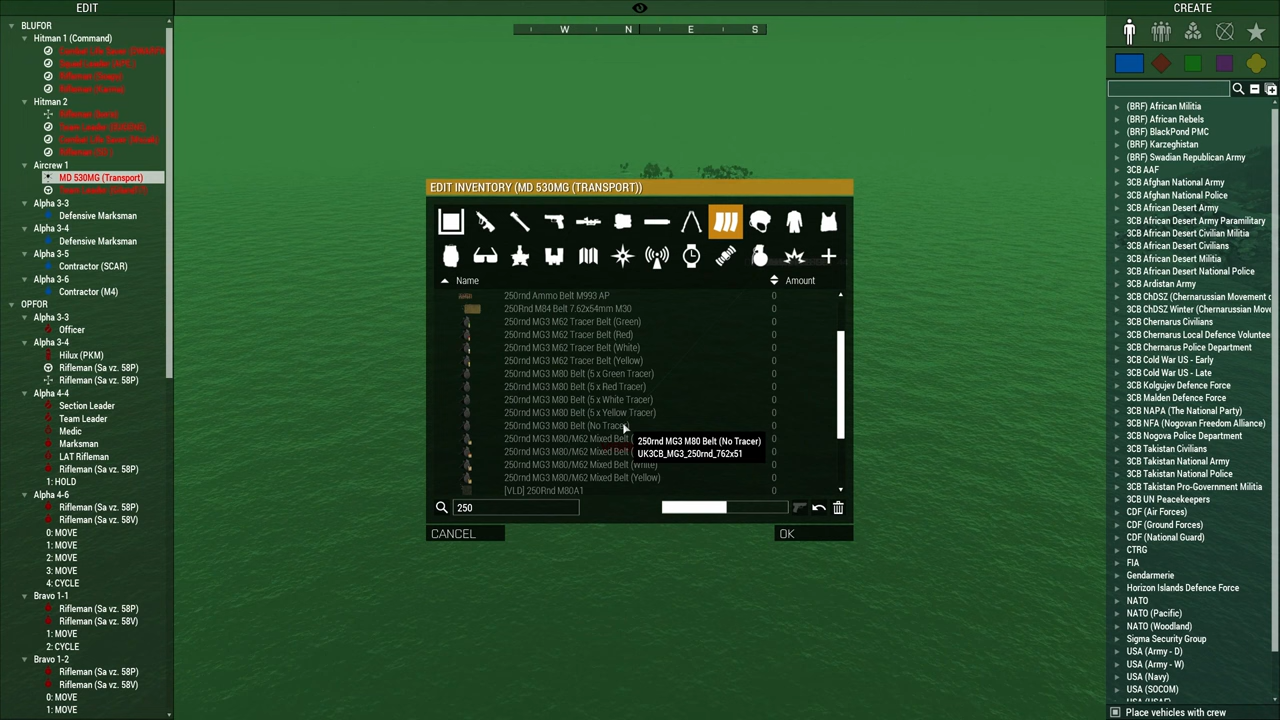 EDIT
BLUFOR
Hitman 1 (Command)
Hitman 2
Aircrew 1
MD 530MG (Transport)
Alpha 3-3
Defensive Marksman
Alpha 3-4
Defensive Marksman
Alpha 3-5
Contractor (SCAR)
Alpha 3-6
Contractor (M4)
OPFOR
Alpha 3-3
Officer
Alpha 3-4
Hilux (PKM)
Rifleman (Sa vz. 58P)
Rifleman (Sa vz. 58P)
Alpha 4-4
Section Leader
Team Leader
Medic
Marksman
LAT Rifleman
Rifleman (Sa vz. 58P)
1: HOLD
Alpha 4-6
Rifleman (Sa vz. 58P)
Rifleman (Sa vz. 58V)
0: MOVE
1: MOVE
2: MOVE
3: MOVE
4: CYCLE
Bravo 1-1
Rifleman (Sa vz. 58P)
Rifleman (Sa vz. 58V)
1: MOVE
2: CYCLE
Bravo 1-2
Rifleman (Sa vz. 58P)
Rifleman (Sa vz. 58V)
0: MOVE
1: MOVE
W N E S
EDIT INVENTORY (MD 530MG (TRANSPORT))
Name Amount
250rnd Ammo Belt M993 AP 0
250Rnd M84 Belt 7.62x54mm M30 0
250rnd MG3 M62 Tracer Belt (Green) 0
250rnd MG3 M62 Tracer Belt (Red) 0
250rnd MG3 M62 Tracer Belt (White) 0
250rnd MG3 M62 Tracer Belt (Yellow) 0
250rnd MG3 M80 Belt (5 x Green Tracer) 0
250rnd MG3 M80 Belt (5 x Red Tracer) 0
250rnd MG3 M80 Belt (5 x White Tracer) 0
250rnd MG3 M80 Belt (5 x Yellow Tracer) 0
250rnd MG3 M80 Belt (No Tracer) 0
250rnd MG3 M80/M62 Mixed Belt ( 0
250rnd MG3 M80/M62 Mixed Belt ( 0
250rnd MG3 M80/M62 Mixed Belt (White) 0
250rnd MG3 M80/M62 Mixed Belt (Yellow) 0
[VLD] 250Rnd M80A1 0
250rnd MG3 M80 Belt (No Tracer)
UK3CB_MG3_250rnd_762x51
250
CANCEL OK
CREATE
(BRF) African Militia
(BRF) African Rebels
(BRF) BlackPond PMC
(BRF) Karzeghistan
(BRF) Swadian Republican Army
3CB AAF
3CB Afghan National Army
3CB Afghan National Police
3CB African Desert Army
3CB African Desert Army Paramilitary
3CB African Desert Civilian Militia
3CB African Desert Civilians
3CB African Desert Militia
3CB African Desert National Police
3CB Ardistan Army
3CB ChDSZ (Chernarussian Movement o
3CB ChDSZ Winter (Chernarussian Move
3CB Chernarus Civilians
3CB Chernarus Local Defence Voluntee
3CB Chernarus Police Department
3CB Cold War US - Early
3CB Cold War US - Late
3CB Kolgujev Defence Force
3CB Malden Defence Force
3CB NAPA (The National Party)
3CB NFA (Nogovan Defence Force)
3CB Nogova Police Department
3CB Takistan Civilians
3CB Takistan National Army
3CB Takistan National Police
3CB Takistan Pro-Government Militia
3CB UN Peacekeepers
CDF (Air Forces)
CDF (Ground Forces)
CDF (National Guard)
CTRG
FIA
Gendarmerie
Horizon Islands Defence Force
NATO
NATO (Pacific)
NATO (Woodland)
Sigma Security Group
USA (Army - D)
USA (Army - W)
USA (Navy)
USA (SOCOM)
Place vehicles with crew